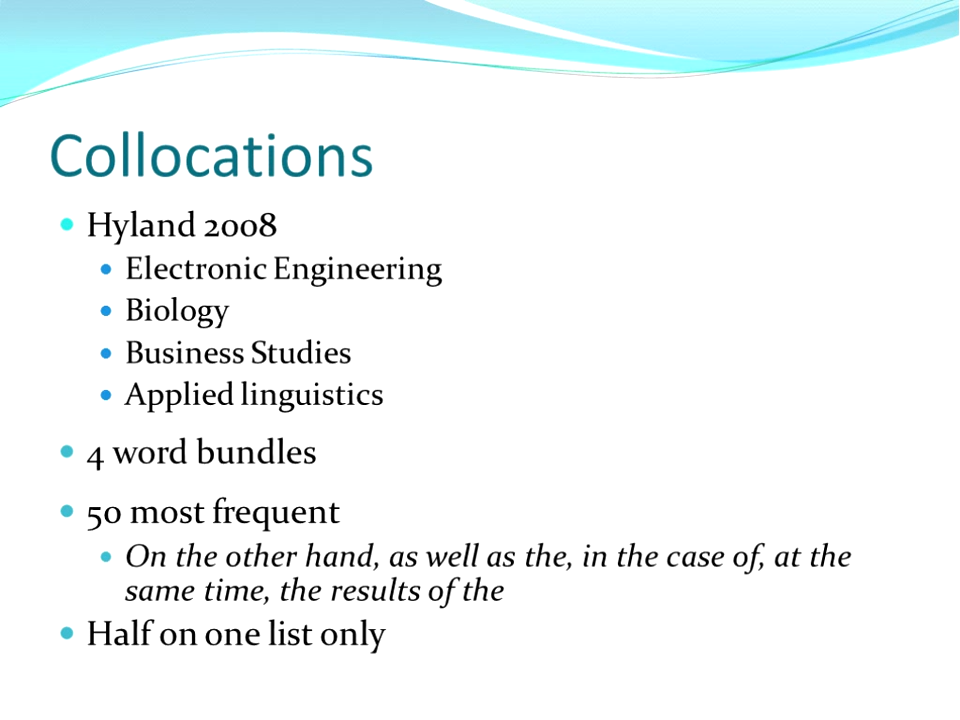 Collocations
Hyland 2008
Electronic Engineering
Biology
Business Studies
Applied linguistics
4 word bundles
50 most frequent
On the other hand, as well as the, in the case of, at the
same time, the results of the
Half on one list only